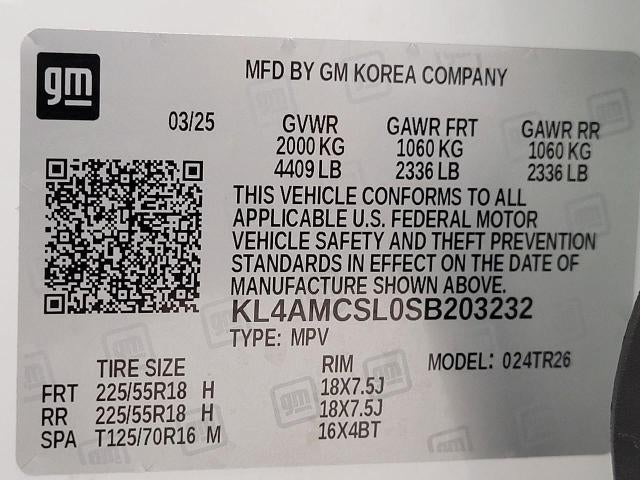 gm
MFD BY GM KOREA COMPANY
03/25
GVWR GAWR FRT GAWR RR
2000 KG 1060 KG 1060 KG
4409 LB 2336 LB 2336 LB
THIS VEHICLE CONFORMS TO ALL
APPLICABLE U.S. FEDERAL MOTOR
VEHICLE SAFETY AND THEFT PREVENTION
STANDARDS IN EFFECT ON THE DATE OF
MANUFACTURE SHOWN ABOVE.
KL4AMCSL0SB203232
TYPE: MPV
TIRE SIZE RIM MODEL: 024TR26
FRT 225/55R18 H 18X7.5J
RR 225/55R18 H 18X7.5J
SPA T125/70R16 M 16X4BT